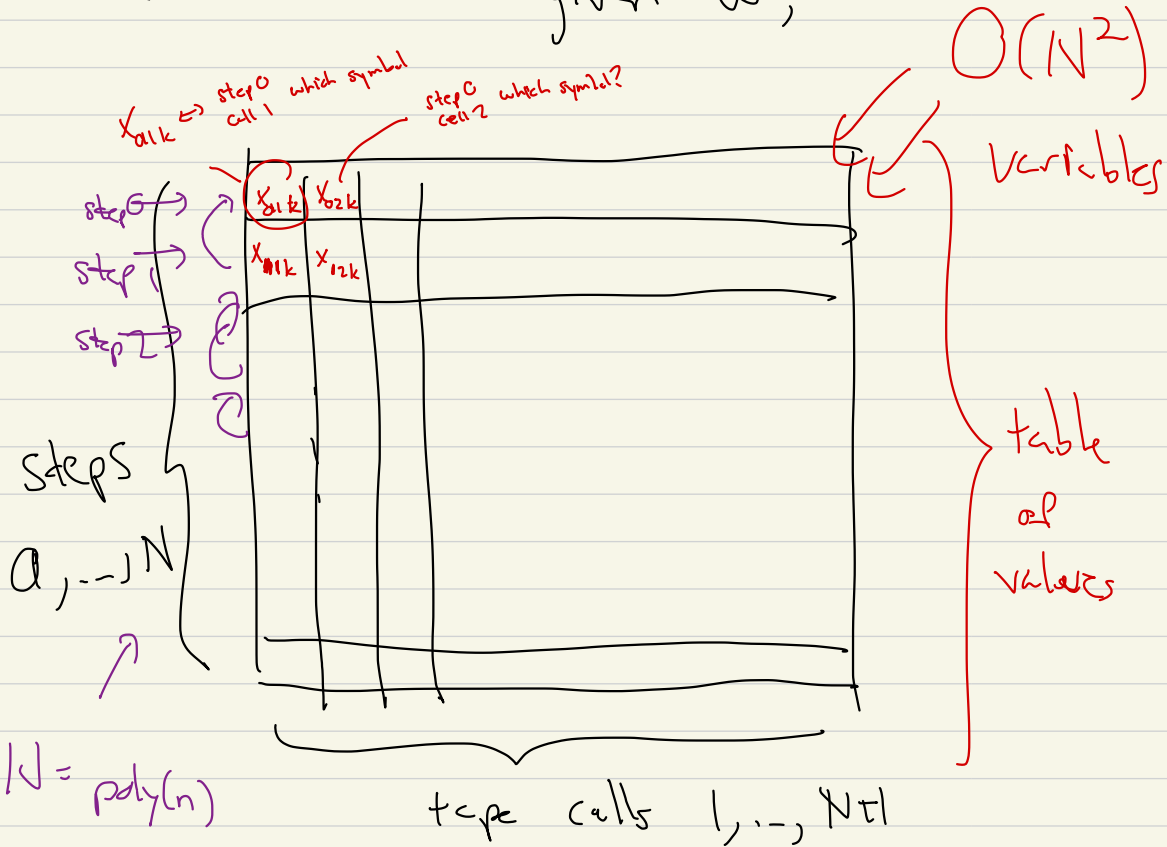 given
O(N²)
variables
x₀₁ₖ ↔ step 0 which symbol
cell 1
step 0 which symbol?
cell 2
step 0 →
x₀₁ₖ x₀₂ₖ
step 1 →
x₁₁ₖ x₁₂ₖ
step 2 →
steps
0, ..., N
table
of
values
N = poly(n)
tape cells 1, ..., N+1